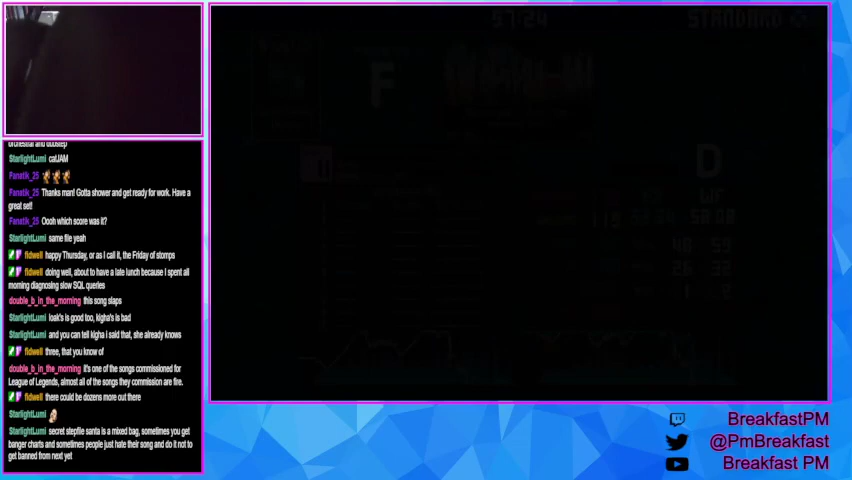 57:24
STANDARD
F
D
orchestral and dubstep
StarlightLumi catJAM
Fanatik_25
Fanatik_25 Thanks man! Gotta shower and get ready for work. Have a
great set!
Fanatik_25 Oooh which score was it?
StarlightLumi same file yeah
fidwell happy Thursday, or as I call it, the Friday of stomps
fidwell doing well, about to have a late lunch because I spent all
morning diagnosing slow SQL queries
double_b_in_the_morning this song slaps
StarlightLumi loak's is good too, kigha's is bad
StarlightLumi and you can tell kigha I said that, she already knows
fidwell three, that you know of
double_b_in_the_morning it's one of the songs commissioned for
League of Legends, almost all of the songs they commission are fire.
fidwell there could be dozens more out there
StarlightLumi
StarlightLumi secret stepfile santa is a mixed bag, sometimes you get
banger charts and sometimes people just hate their song and do it not to
get banned from next yet
BreakfastPM
@PmBreakfast
Breakfast PM